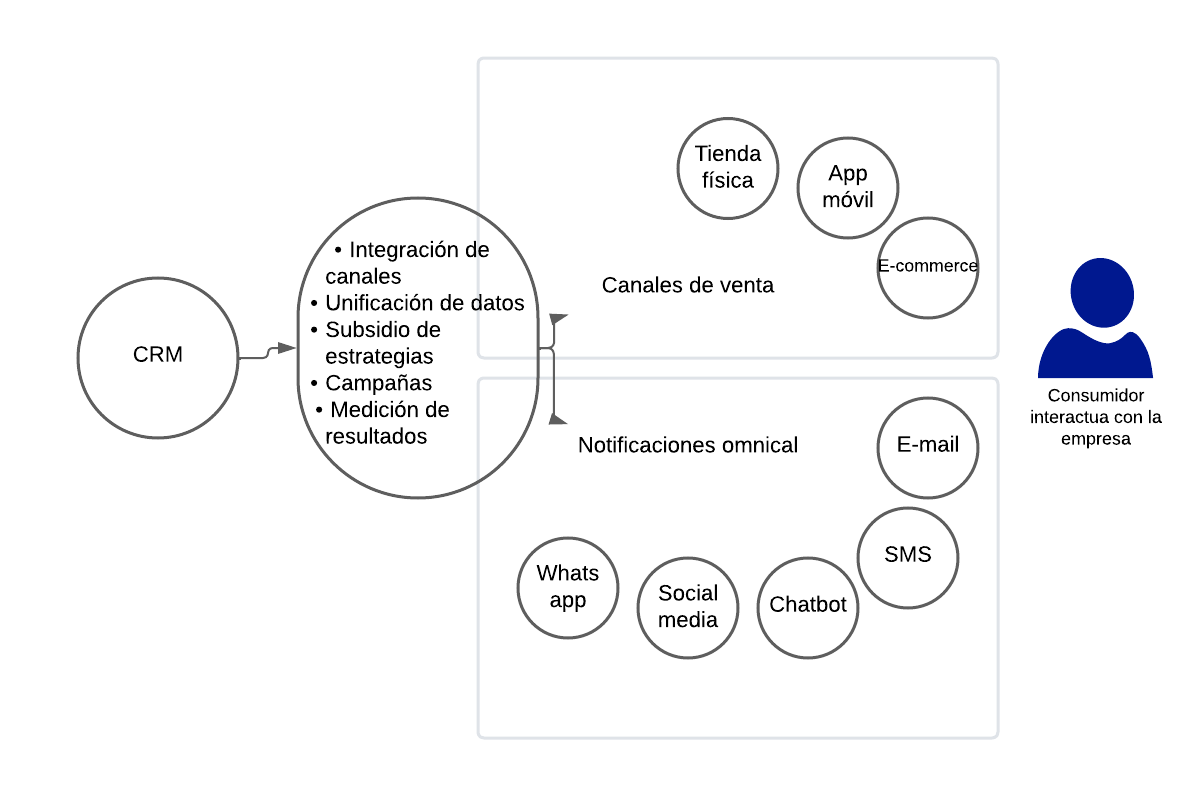 CRM
• Integración de
canales
• Unificación de datos
• Subsidio de
estrategias
• Campañas
• Medición de
resultados
Tienda
física
App
móvil
E-commerce
Canales de venta
Notificaciones omnical
E-mail
SMS
Chatbot
Social
media
Whats
app
Consumidor
interactua con la
empresa